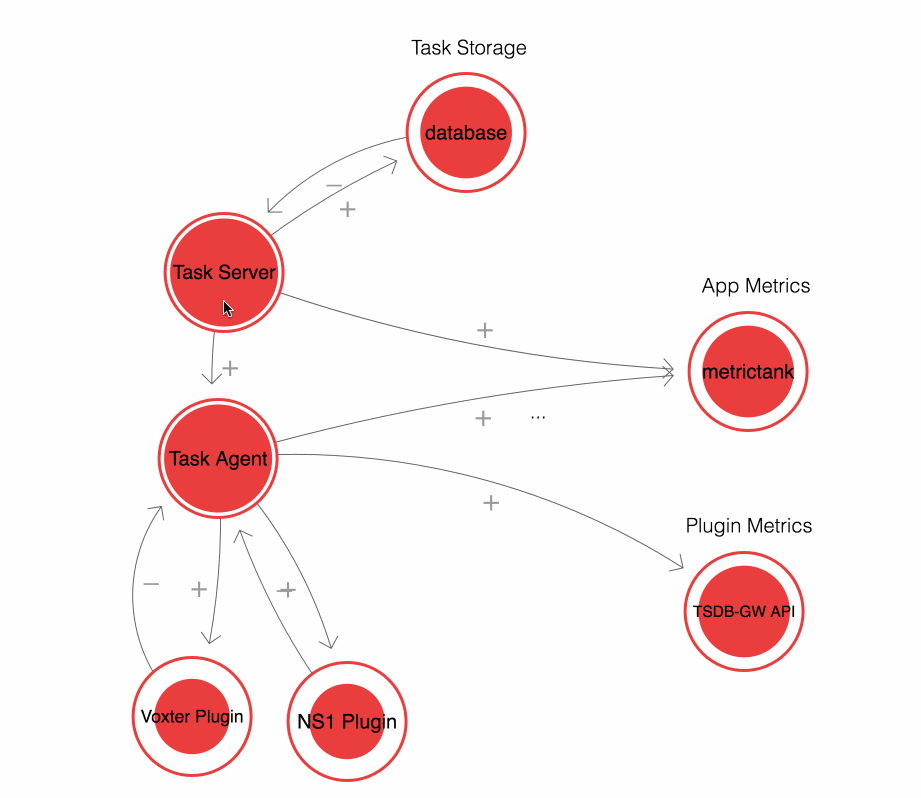 Task Storage
database
−
+
Task Server
App Metrics
+
metrictank
+
Task Agent
+
...
+
Plugin Metrics
TSDB-GW API
−
+
+
−
Voxter Plugin
NS1 Plugin